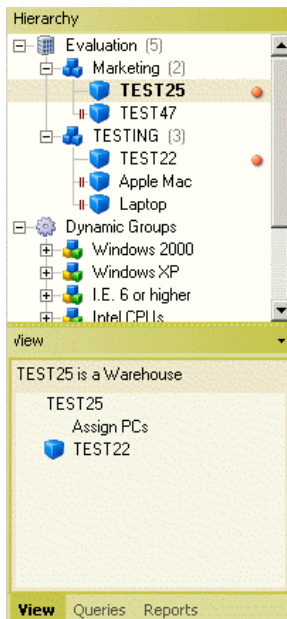 Hierarchy
Evaluation (5)
Marketing (2)
TEST25
TEST47
TESTING (3)
TEST22
Apple Mac
Laptop
Dynamic Groups
Windows 2000
Windows XP
I.E. 6 or higher
Intel CPUs
View
TEST25 is a Warehouse
TEST25
Assign PCs
TEST22
View Queries Reports